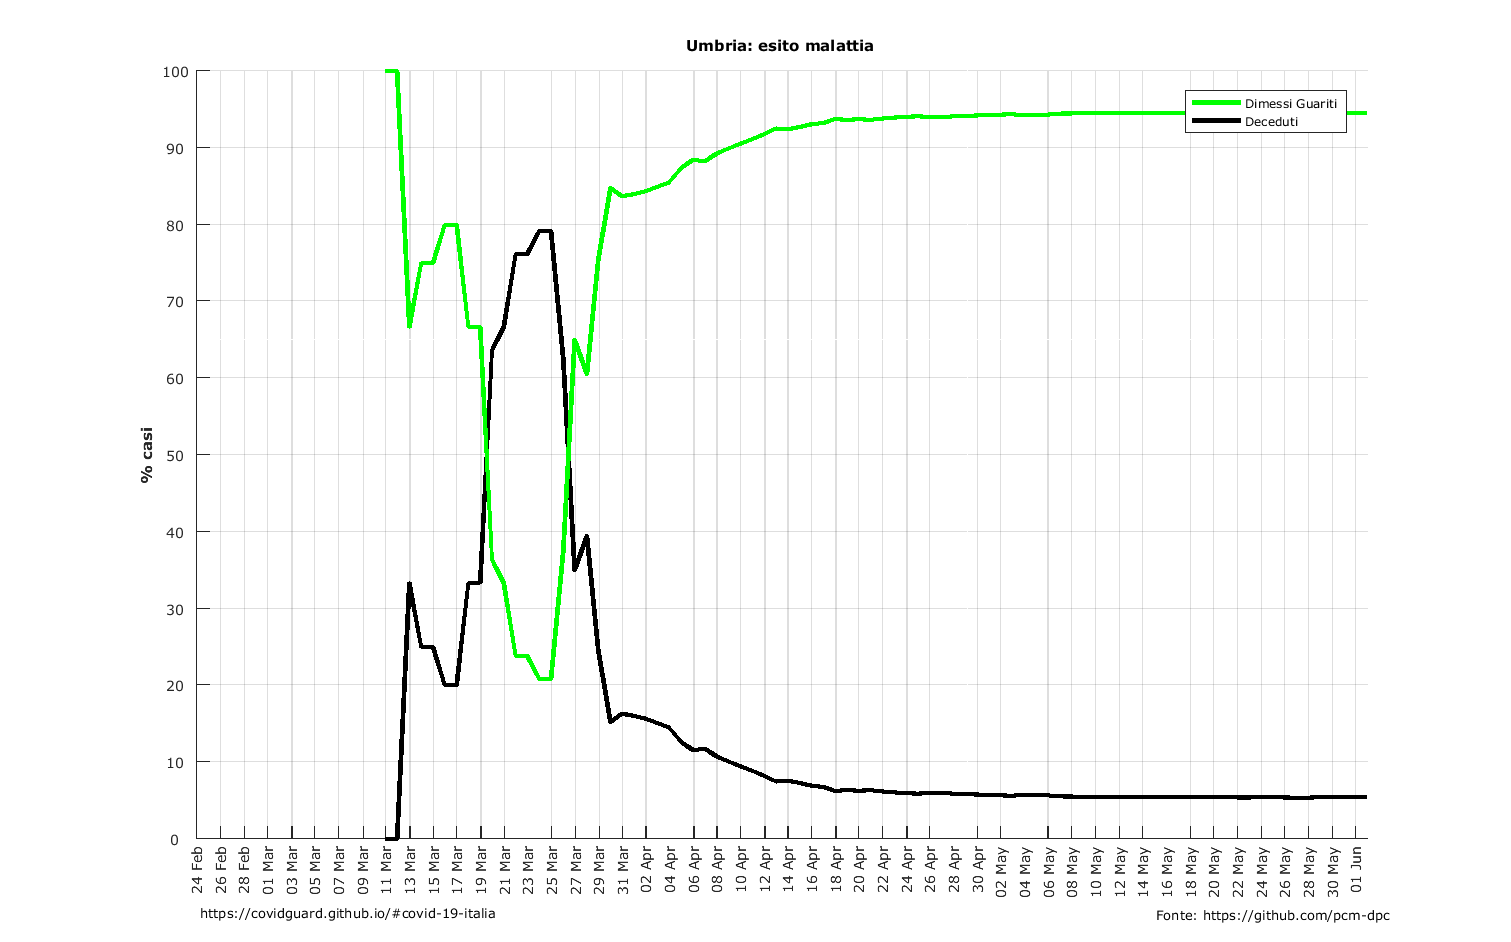 Umbria: esito malattia
100
90
80
70
60
50
40
30
20
10
0
% casi
Dimessi Guariti
Deceduti
24 Feb
26 Feb
28 Feb
01 Mar
03 Mar
05 Mar
07 Mar
09 Mar
11 Mar
13 Mar
15 Mar
17 Mar
19 Mar
21 Mar
23 Mar
25 Mar
27 Mar
29 Mar
31 Mar
02 Apr
04 Apr
06 Apr
08 Apr
10 Apr
12 Apr
14 Apr
16 Apr
18 Apr
20 Apr
22 Apr
24 Apr
26 Apr
28 Apr
30 Apr
02 May
04 May
06 May
08 May
10 May
12 May
14 May
16 May
18 May
20 May
22 May
24 May
26 May
28 May
30 May
01 Jun
https://covidguard.github.io/#covid-19-italia
Fonte: https://github.com/pcm-dpc